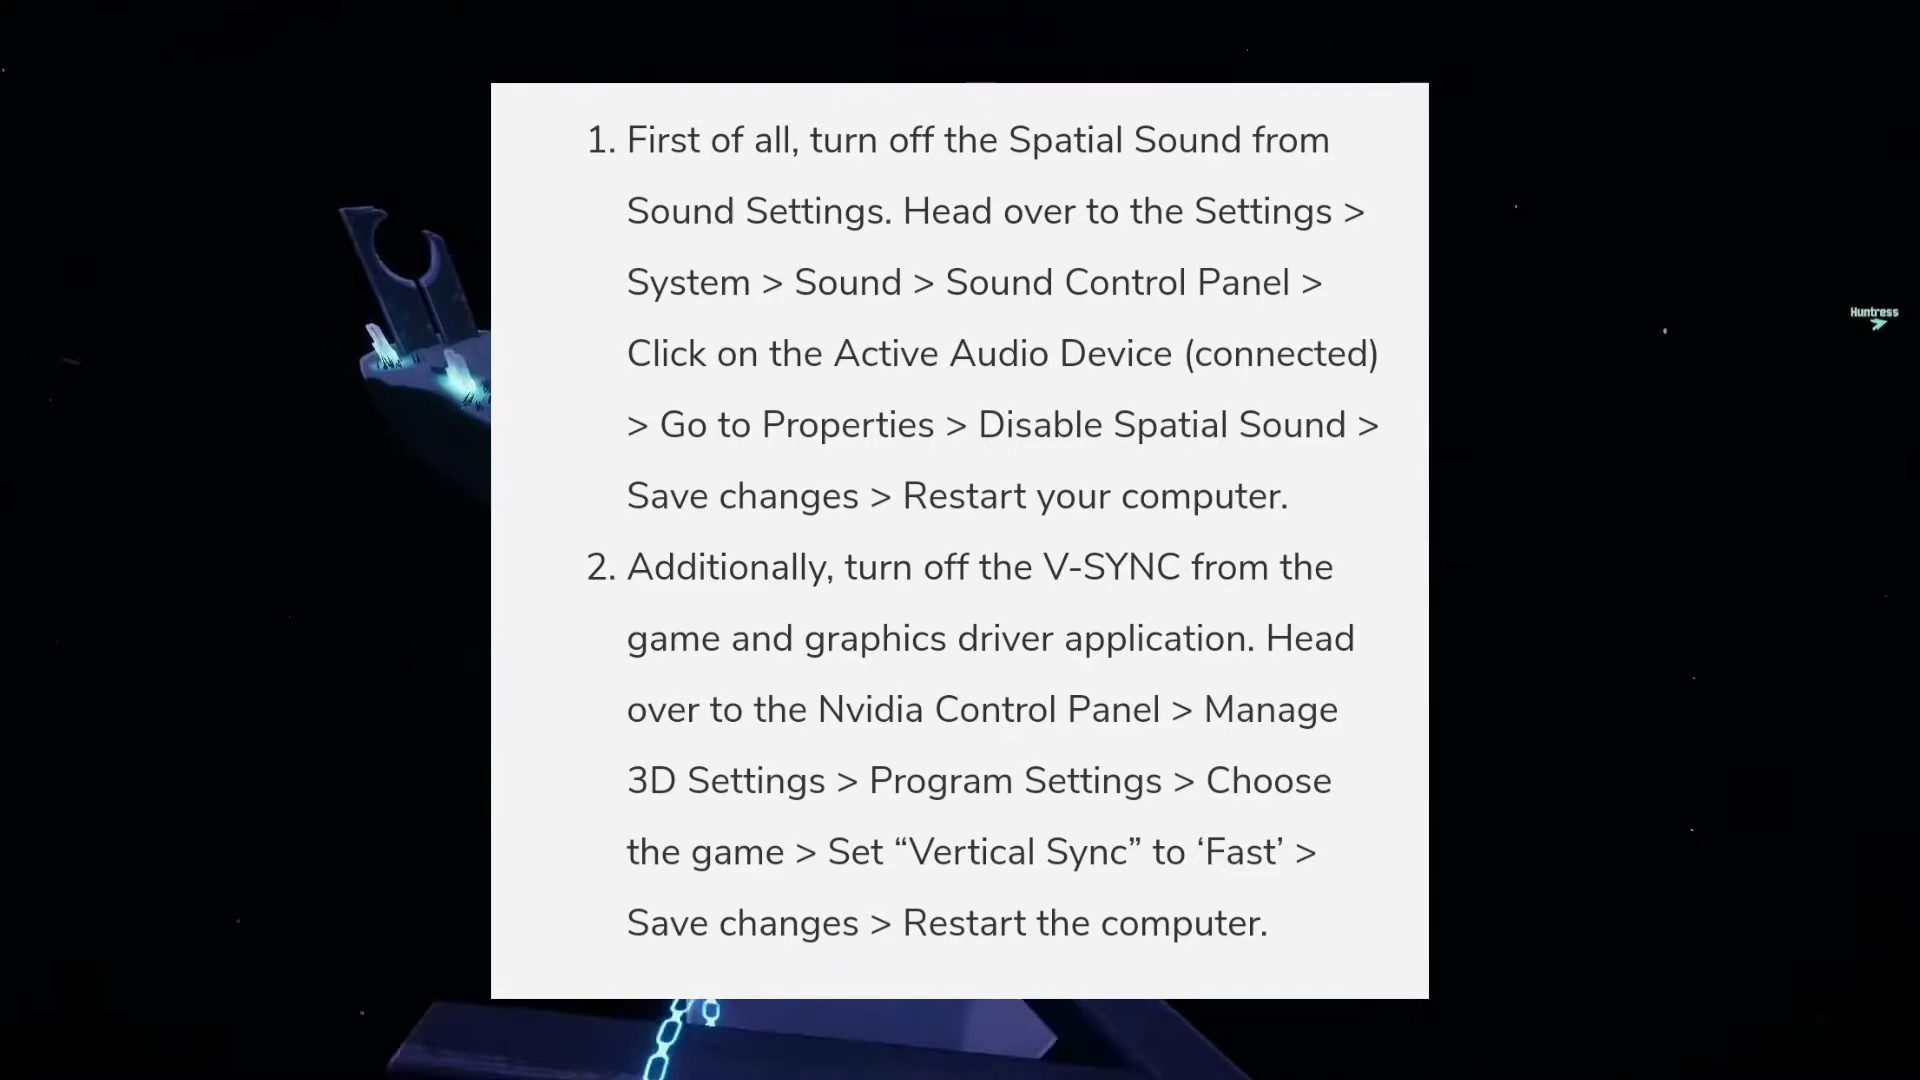 1. First of all, turn off the Spatial Sound from
Sound Settings. Head over to the Settings >
System > Sound > Sound Control Panel >
Click on the Active Audio Device (connected)
> Go to Properties > Disable Spatial Sound >
Save changes > Restart your computer.
2. Additionally, turn off the V-SYNC from the
game and graphics driver application. Head
over to the Nvidia Control Panel > Manage
3D Settings > Program Settings > Choose
the game > Set “Vertical Sync” to ‘Fast’ >
Save changes > Restart the computer.
Huntress